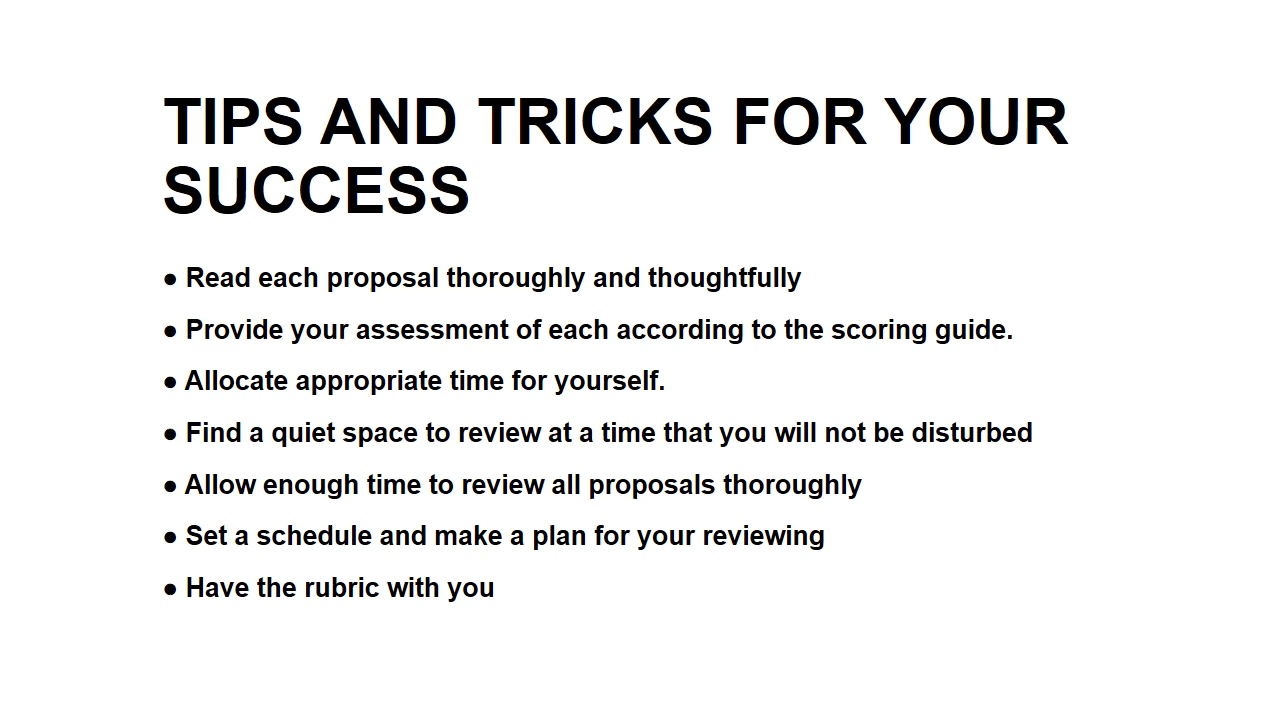 TIPS AND TRICKS FOR YOUR
SUCCESS
● Read each proposal thoroughly and thoughtfully
● Provide your assessment of each according to the scoring guide.
● Allocate appropriate time for yourself.
● Find a quiet space to review at a time that you will not be disturbed
● Allow enough time to review all proposals thoroughly
● Set a schedule and make a plan for your reviewing
● Have the rubric with you